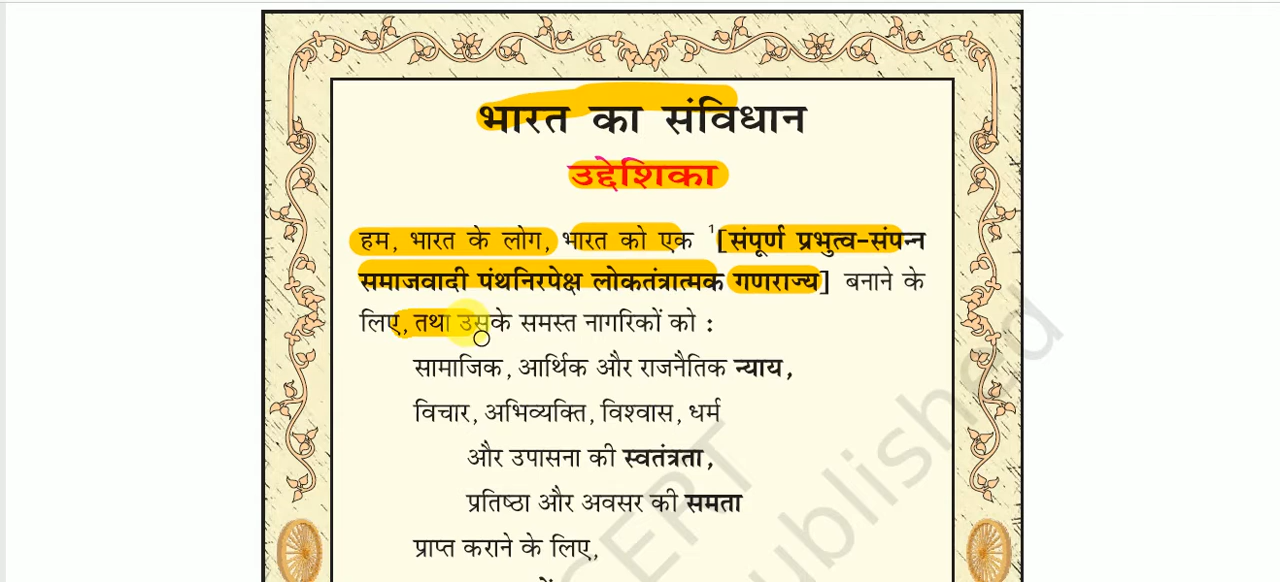 भारत का संविधान
उद्देशिका
हम, भारत के लोग, भारत को एक ¹[संपूर्ण प्रभुत्व-संपन्न
समाजवादी पंथनिरपेक्ष लोकतंत्रात्मक गणराज्य] बनाने के
लिए, तथा उसके समस्त नागरिकों को :
सामाजिक, आर्थिक और राजनैतिक न्याय,
विचार, अभिव्यक्ति, विश्वास, धर्म
और उपासना की स्वतंत्रता,
प्रतिष्ठा और अवसर की समता
प्राप्त कराने के लिए,